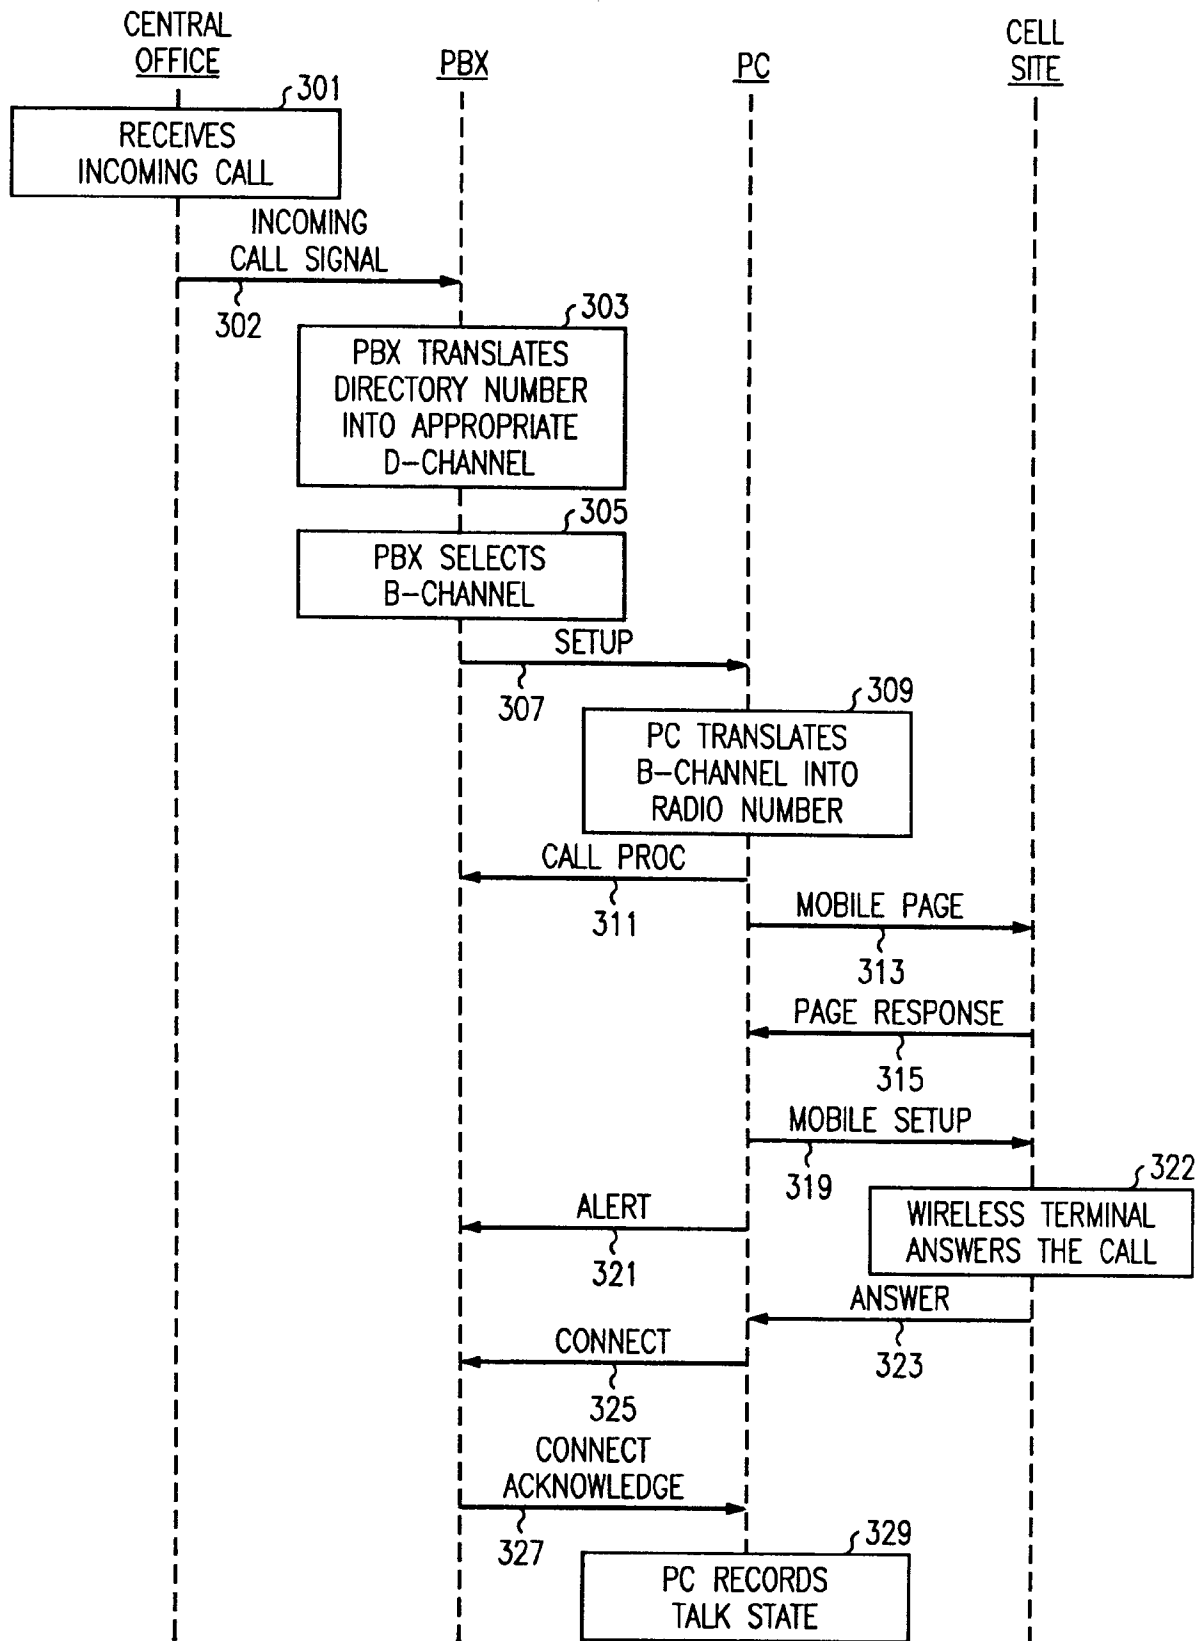 CENTRAL
OFFICE
PBX
PC
CELL
SITE
301
RECEIVES
INCOMING CALL
INCOMING
CALL SIGNAL
302
303
PBX TRANSLATES
DIRECTORY NUMBER
INTO APPROPRIATE
D-CHANNEL
305
PBX SELECTS
B-CHANNEL
SETUP
307
309
PC TRANSLATES
B-CHANNEL INTO
RADIO NUMBER
CALL PROC
311
MOBILE PAGE
313
PAGE RESPONSE
315
MOBILE SETUP
319
322
WIRELESS TERMINAL
ANSWERS THE CALL
ALERT
321
ANSWER
323
CONNECT
325
CONNECT
ACKNOWLEDGE
327
329
PC RECORDS
TALK STATE